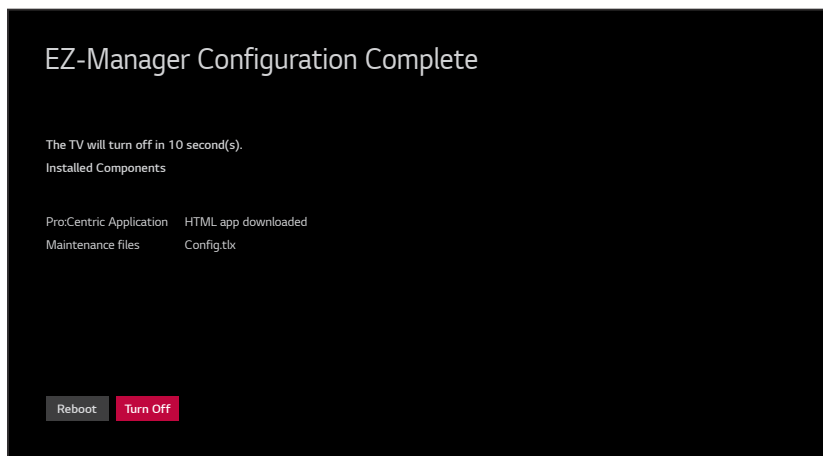 EZ-Manager Configuration Complete
The TV will turn off in 10 second(s).
Installed Components
Pro:Centric Application HTML app downloaded
Maintenance files Config.tlx
Reboot Turn Off